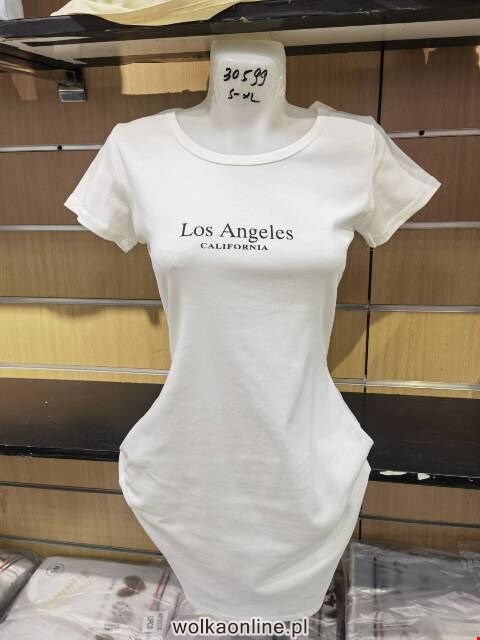 30599
S-XL
Los Angeles
CALIFORNIA
wolkaonline.pl